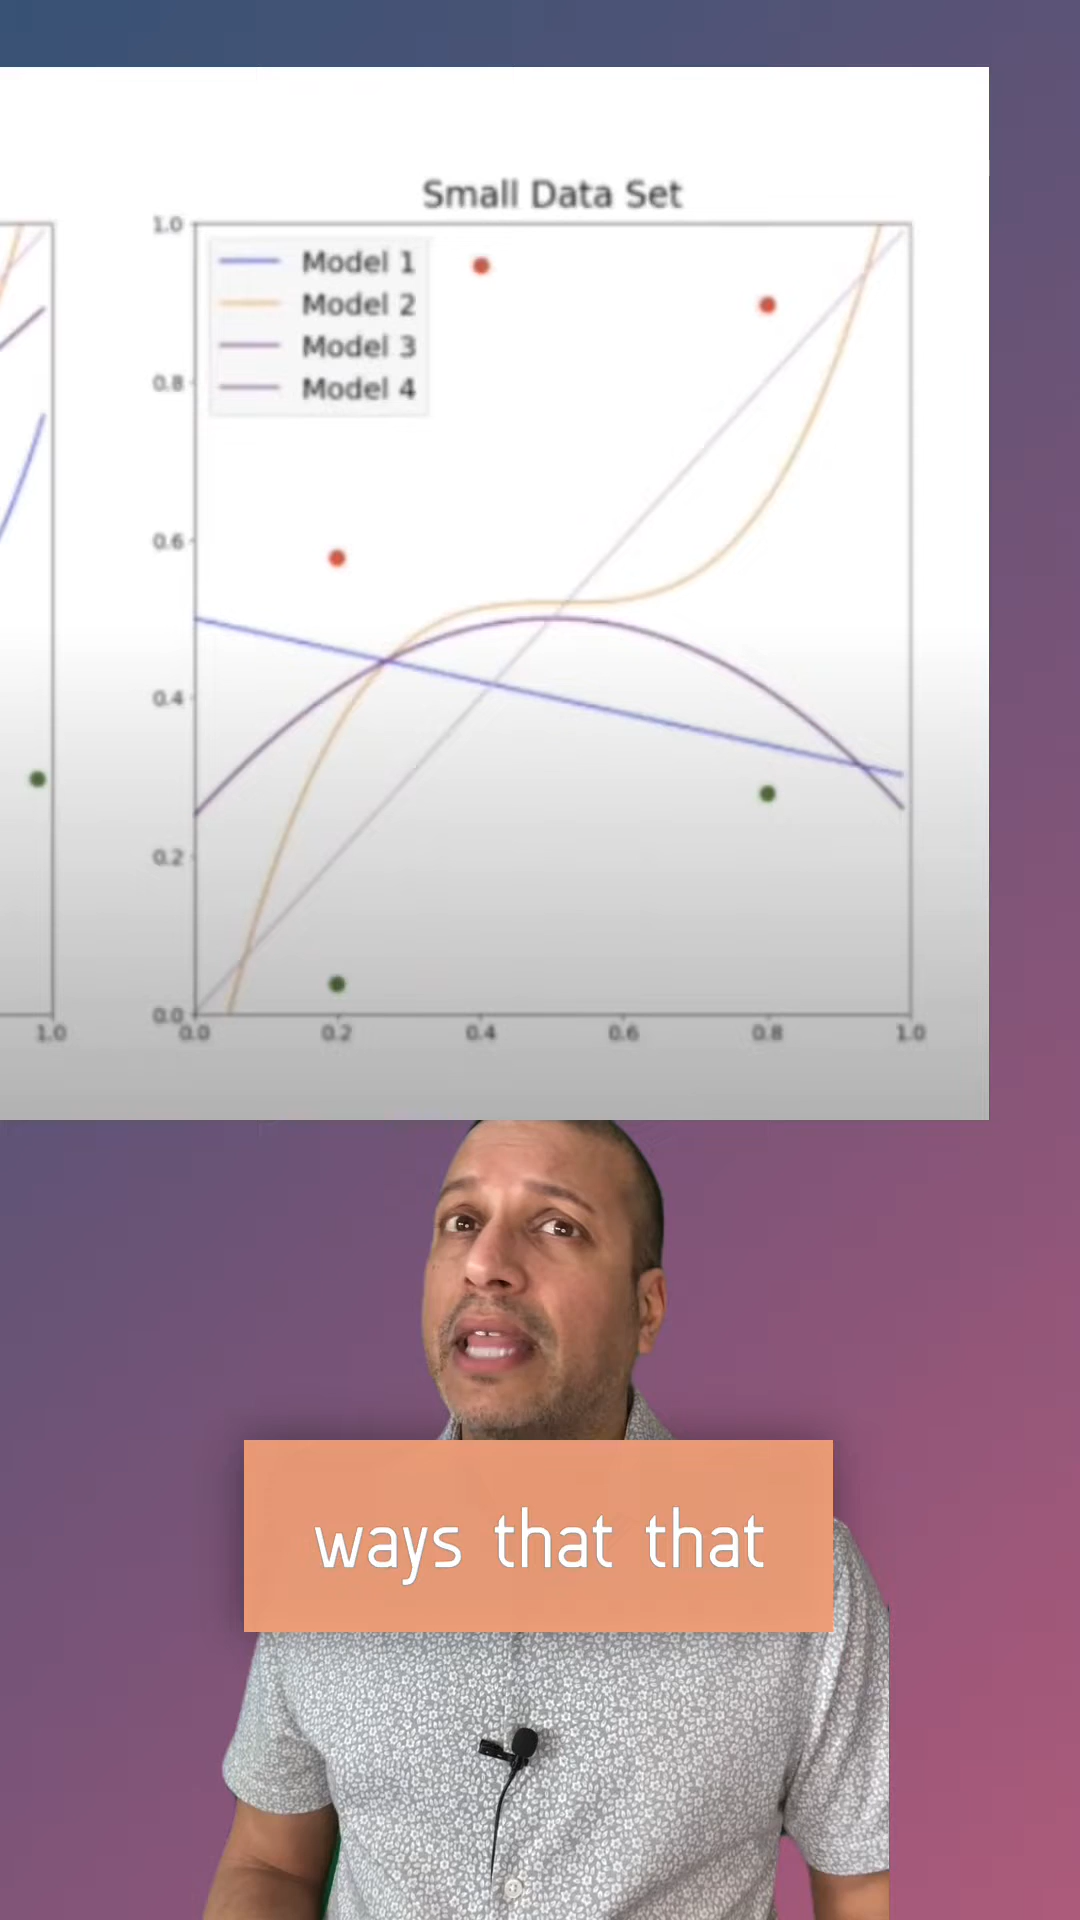 Small Data Set
1.0
Model 1
Model 2
Model 3
Model 4
0.8
0.6
0.4
0.2
0.0
1.0
0.0 0.2 0.4 0.6 0.8 1.0
ways that that